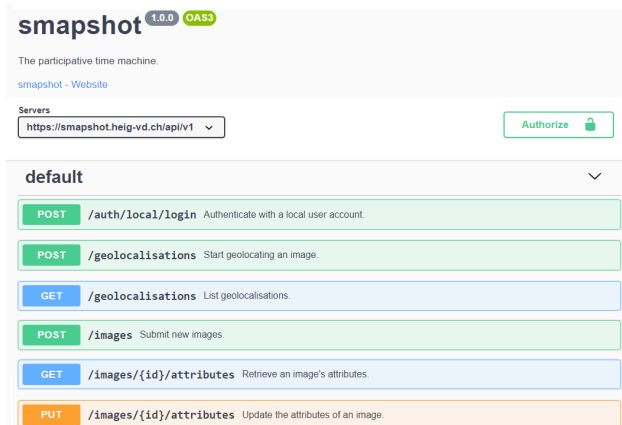 smapshot 1.0.0 OAS3
The participative time machine.
smapshot - Website
Servers
https://smapshot.heig-vd.ch/api/v1
Authorize
default
POST /auth/local/login Authenticate with a local user account.
POST /geolocalisations Start geolocating an image.
GET /geolocalisations List geolocalisations.
POST /images Submit new images.
GET /images/{id}/attributes Retrieve an image's attributes.
PUT /images/{id}/attributes Update the attributes of an image.